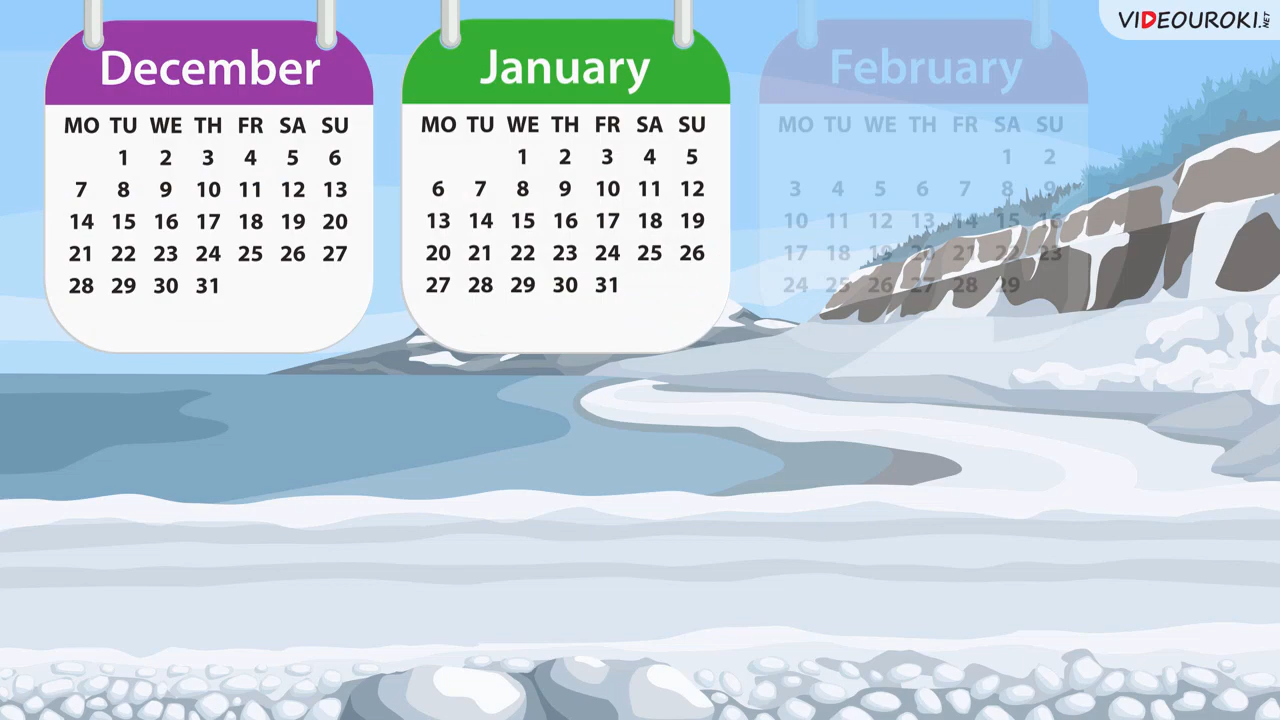 VIDEOUROKI.NET
December
MO TU WE TH FR SA SU
1 2 3 4 5 6
7 8 9 10 11 12 13
14 15 16 17 18 19 20
21 22 23 24 25 26 27
28 29 30 31
January
MO TU WE TH FR SA SU
1 2 3 4 5
6 7 8 9 10 11 12
13 14 15 16 17 18 19
20 21 22 23 24 25 26
27 28 29 30 31
February
MO TU WE TH FR SA SU
1 2
3 4 5 6 7 8 9
10 11 12 13 14 15 16
17 18 19 20 21 22 23
24 25 26 27 28 29